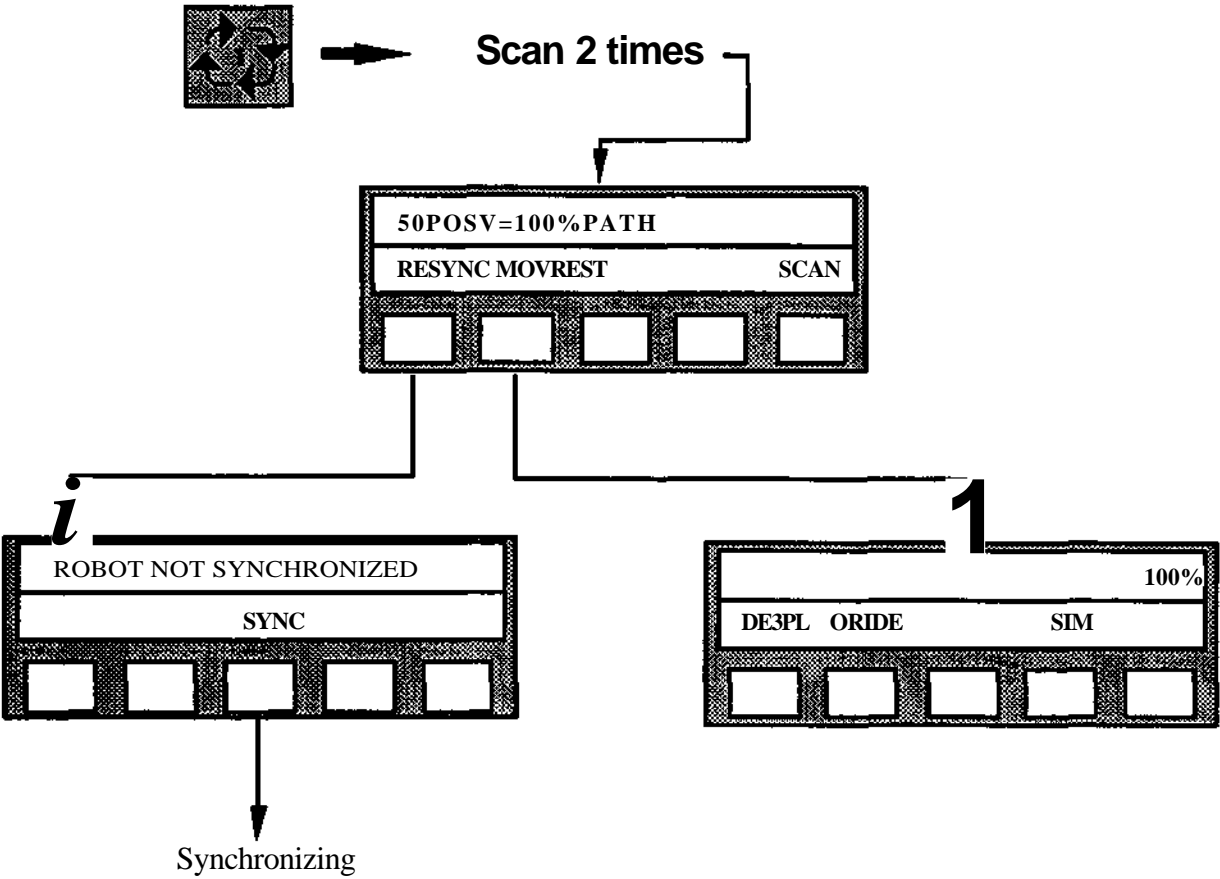 Scan 2 times
50POSV=100%PATH
RESYNC MOVREST SCAN
i
1
ROBOT NOT SYNCHRONIZED
SYNC
100%
DE3PL ORIDE SIM
Synchronizing